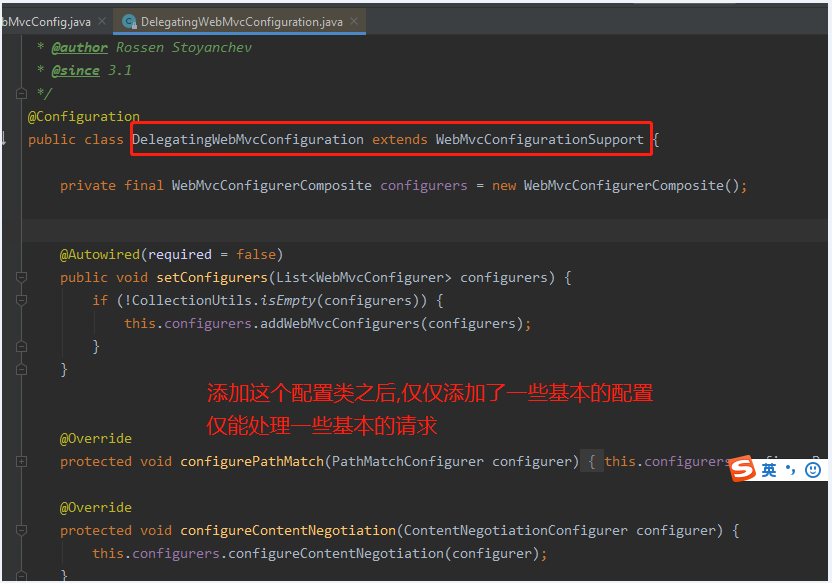 bMvcConfig.java × DelegatingWebMvcConfiguration.java ×
* @author Rossen Stoyanchev
* @since 3.1
*/
@Configuration
public class DelegatingWebMvcConfiguration extends WebMvcConfigurationSupport {
private final WebMvcConfigurerComposite configurers = new WebMvcConfigurerComposite();
@Autowired(required = false)
public void setConfigurers(List<WebMvcConfigurer> configurers) {
if (!CollectionUtils.isEmpty(configurers)) {
this.configurers.addWebMvcConfigurers(configurers);
}
}
添加这个配置类之后,仅仅添加了一些基本的配置
仅能处理一些基本的请求
@Override
protected void configurePathMatch(PathMatchConfigurer configurer) { this.configurers
英
@Override
protected void configureContentNegotiation(ContentNegotiationConfigurer configurer) {
this.configurers.configureContentNegotiation(configurer);
}